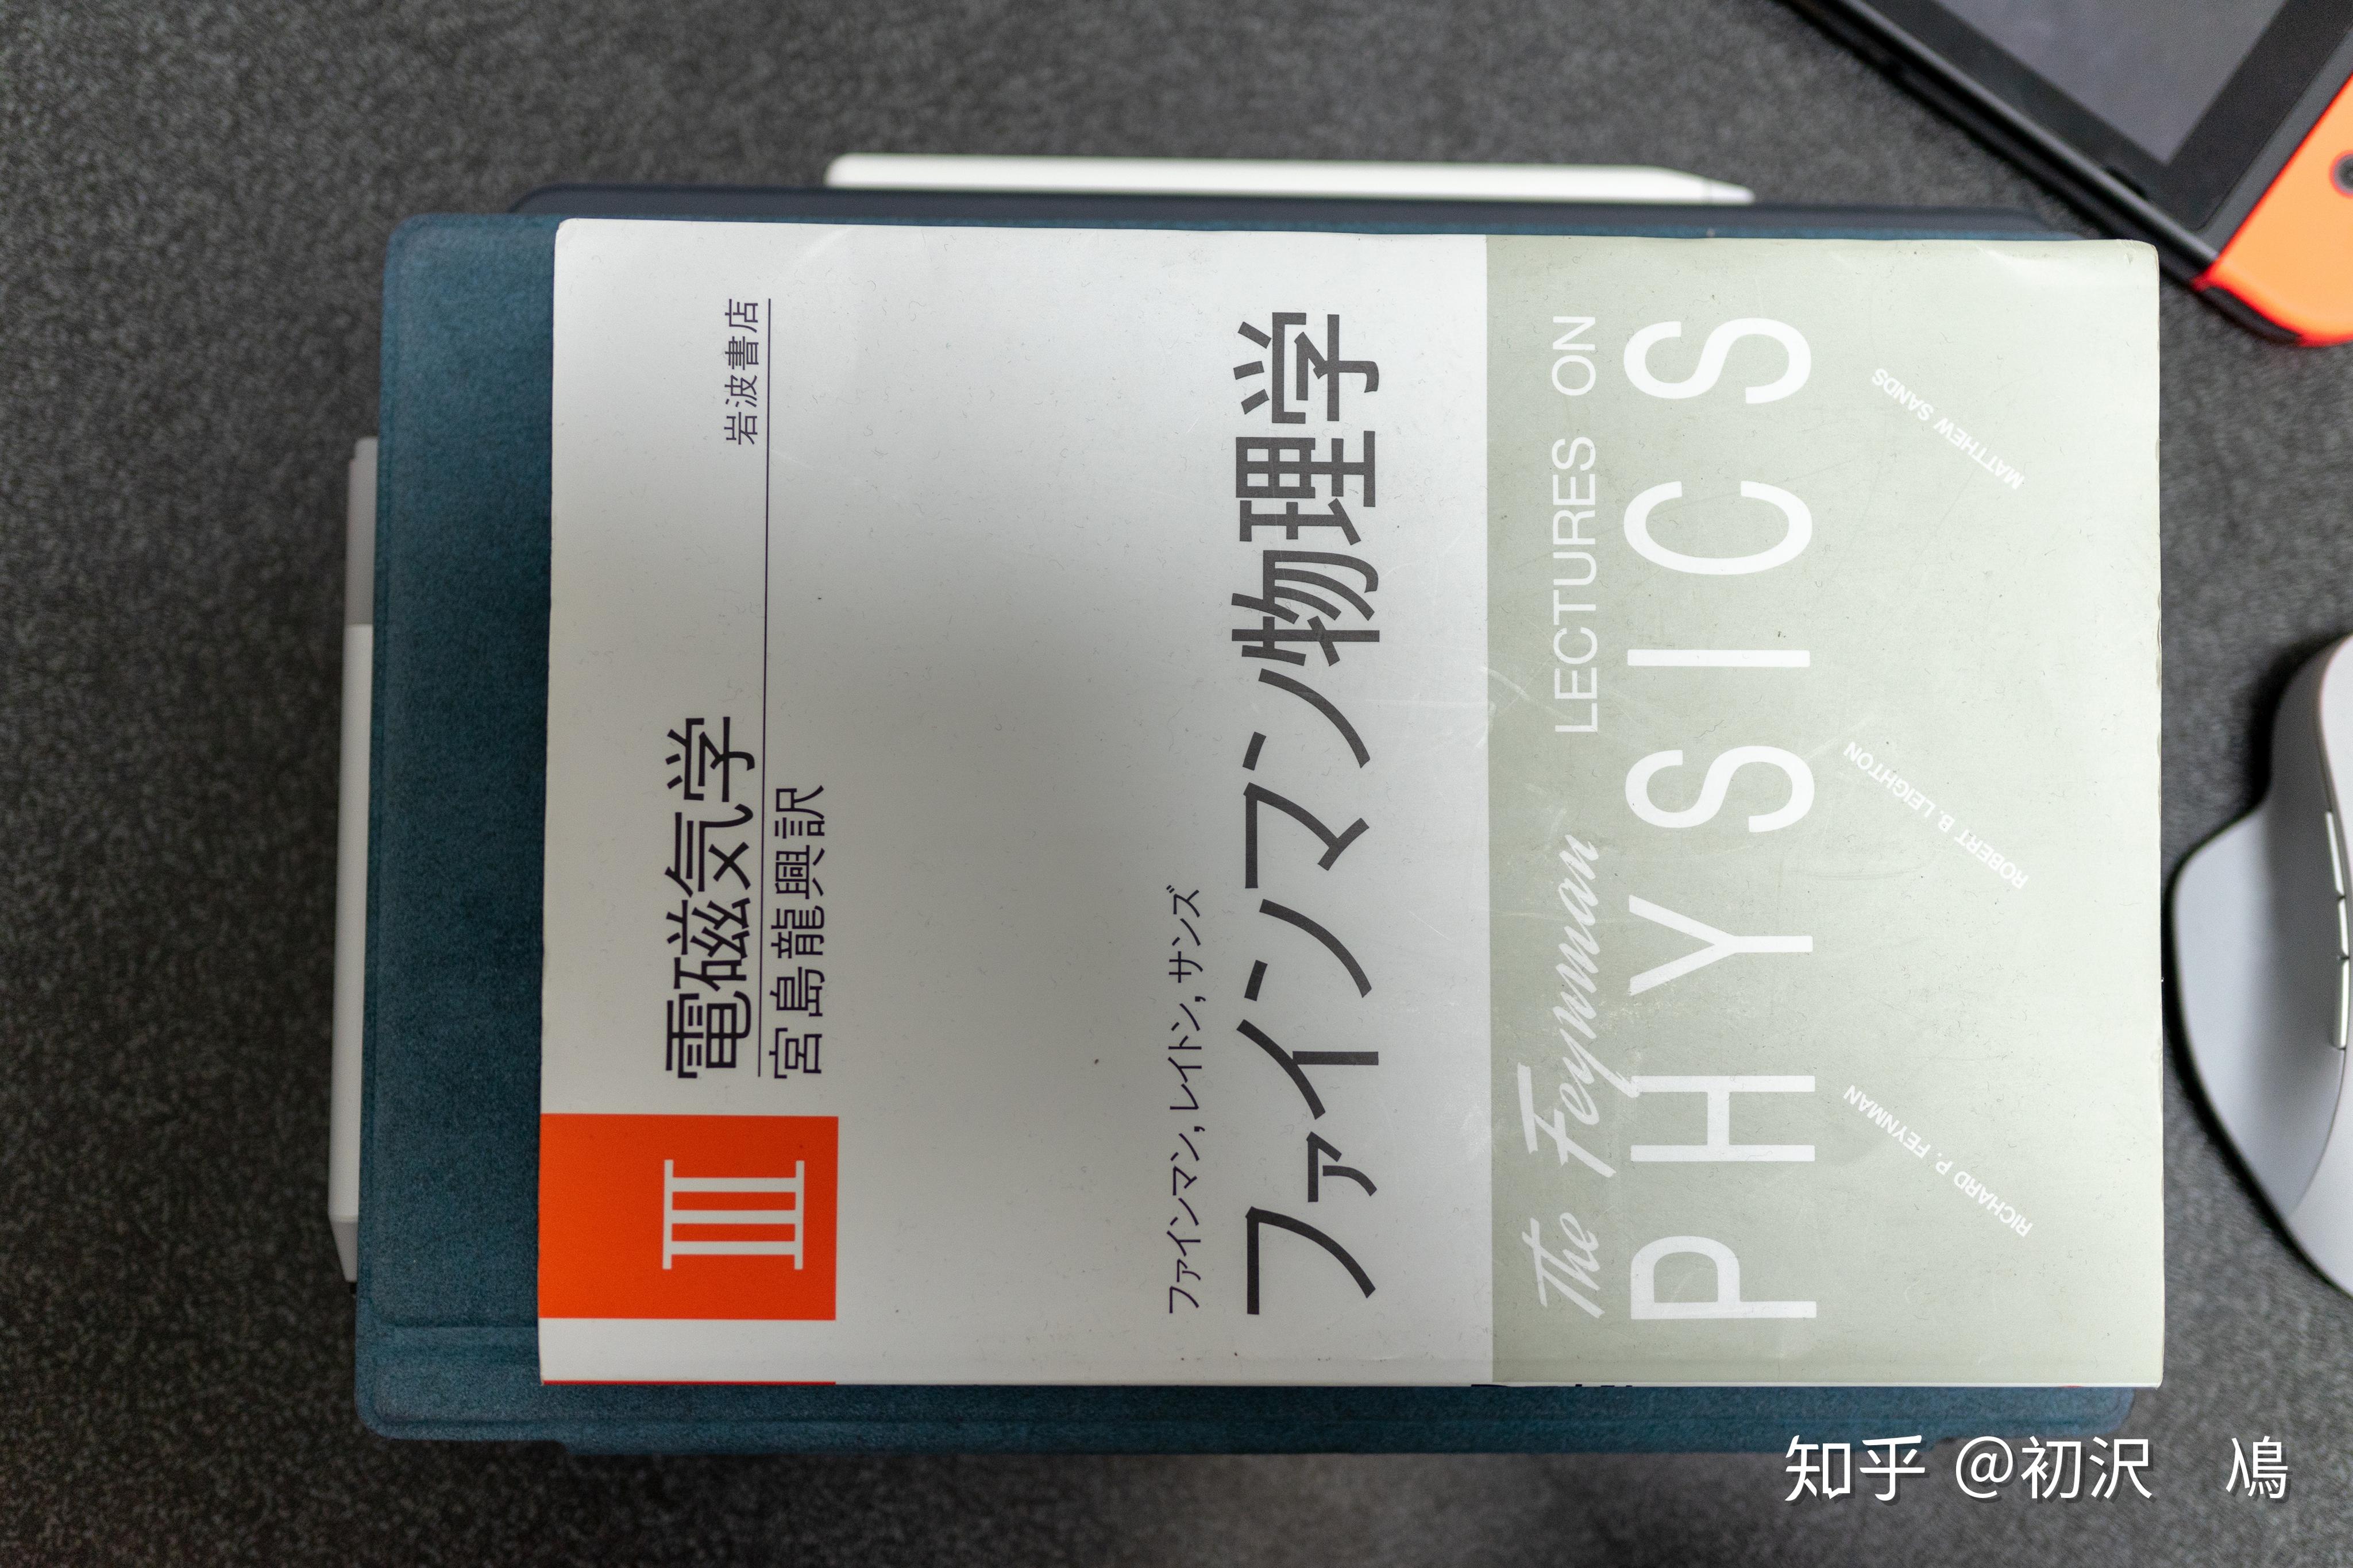 The Feynman LECTURES ON
PHYSICS
RICHARD P. FEYNMAN
ROBERT B. LEIGHTON
MATTHEW SANDS
ファインマン物理学
ファインマン, レイトン, サンズ
III
電磁気学
宮島龍興訳
岩波書店
知乎 @初沢 鳰